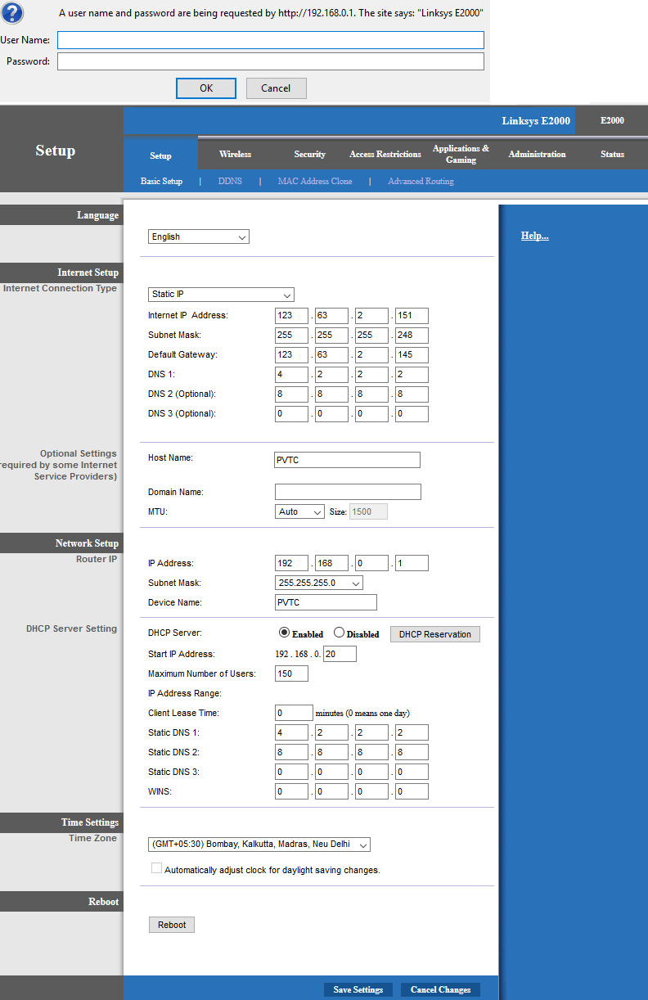 A user name and password are being requested by http://192.168.0.1. The site says: "Linksys E2000"
User Name:
Password:
OK Cancel
Linksys E2000 E2000
Setup
Setup Wireless Security Access Restrictions Applications & Gaming Administration Status
Basic Setup | DDNS | MAC Address Clone | Advanced Routing
Language
English
Help...
Internet Setup
Internet Connection Type
Static IP
Internet IP Address: 123 . 63 . 2 . 151
Subnet Mask: 255 . 255 . 255 . 248
Default Gateway: 123 . 63 . 2 . 145
DNS 1: 4 . 2 . 2 . 2
DNS 2 (Optional): 8 . 8 . 8 . 8
DNS 3 (Optional): 0 . 0 . 0 . 0
Optional Settings
required by some Internet
Service Providers)
Host Name: PVTC
Domain Name:
MTU: Auto Size: 1500
Network Setup
Router IP
IP Address: 192 . 168 . 0 . 1
Subnet Mask: 255.255.255.0
Device Name: PVTC
DHCP Server Setting
DHCP Server: Enabled Disabled DHCP Reservation
Start IP Address: 192 . 168 . 0. 20
Maximum Number of Users: 150
IP Address Range:
Client Lease Time: 0 minutes (0 means one day)
Static DNS 1: 4 . 2 . 2 . 2
Static DNS 2: 8 . 8 . 8 . 8
Static DNS 3: 0 . 0 . 0 . 0
WINS: 0 . 0 . 0 . 0
Time Settings
Time Zone
(GMT+05:30) Bombay, Kalkutta, Madras, Neu Delhi
Automatically adjust clock for daylight saving changes.
Reboot
Reboot
Save Settings Cancel Changes